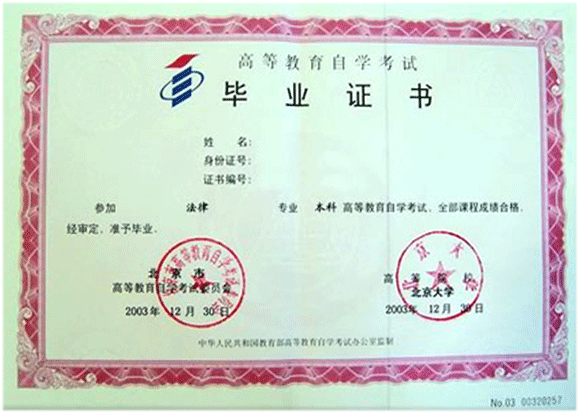 高等教育自学考试
毕业证书
姓 名:
身份证号:
证书编号:
参加 法律 专业 本科 高等教育自学考试，全部课程成绩合格，
经审定，准予毕业．
北京市 高等院校
高等教育自学考试委员会 北京大学
2003年 12月 30日 2003年 12月 30日
中华人民共和国教育部高等教育自学考试办公室监制
No.03 00320257
北京大学